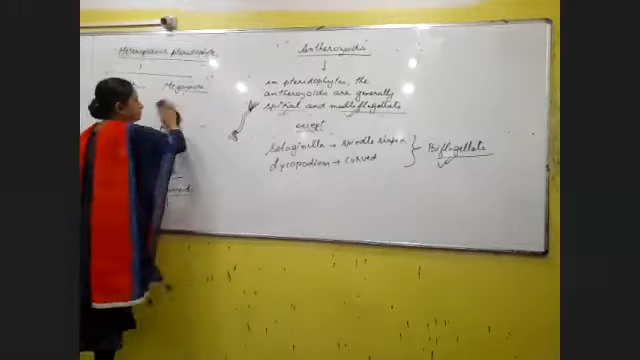 Heterosporous pteridophyte
Megaspore
Antherozoids
↓
In pteridophytes, the
antherozoids are generally
spiral and multiflagellate
except
Selaginella → spindle shape
Lycopodium → curved
Biflagellate